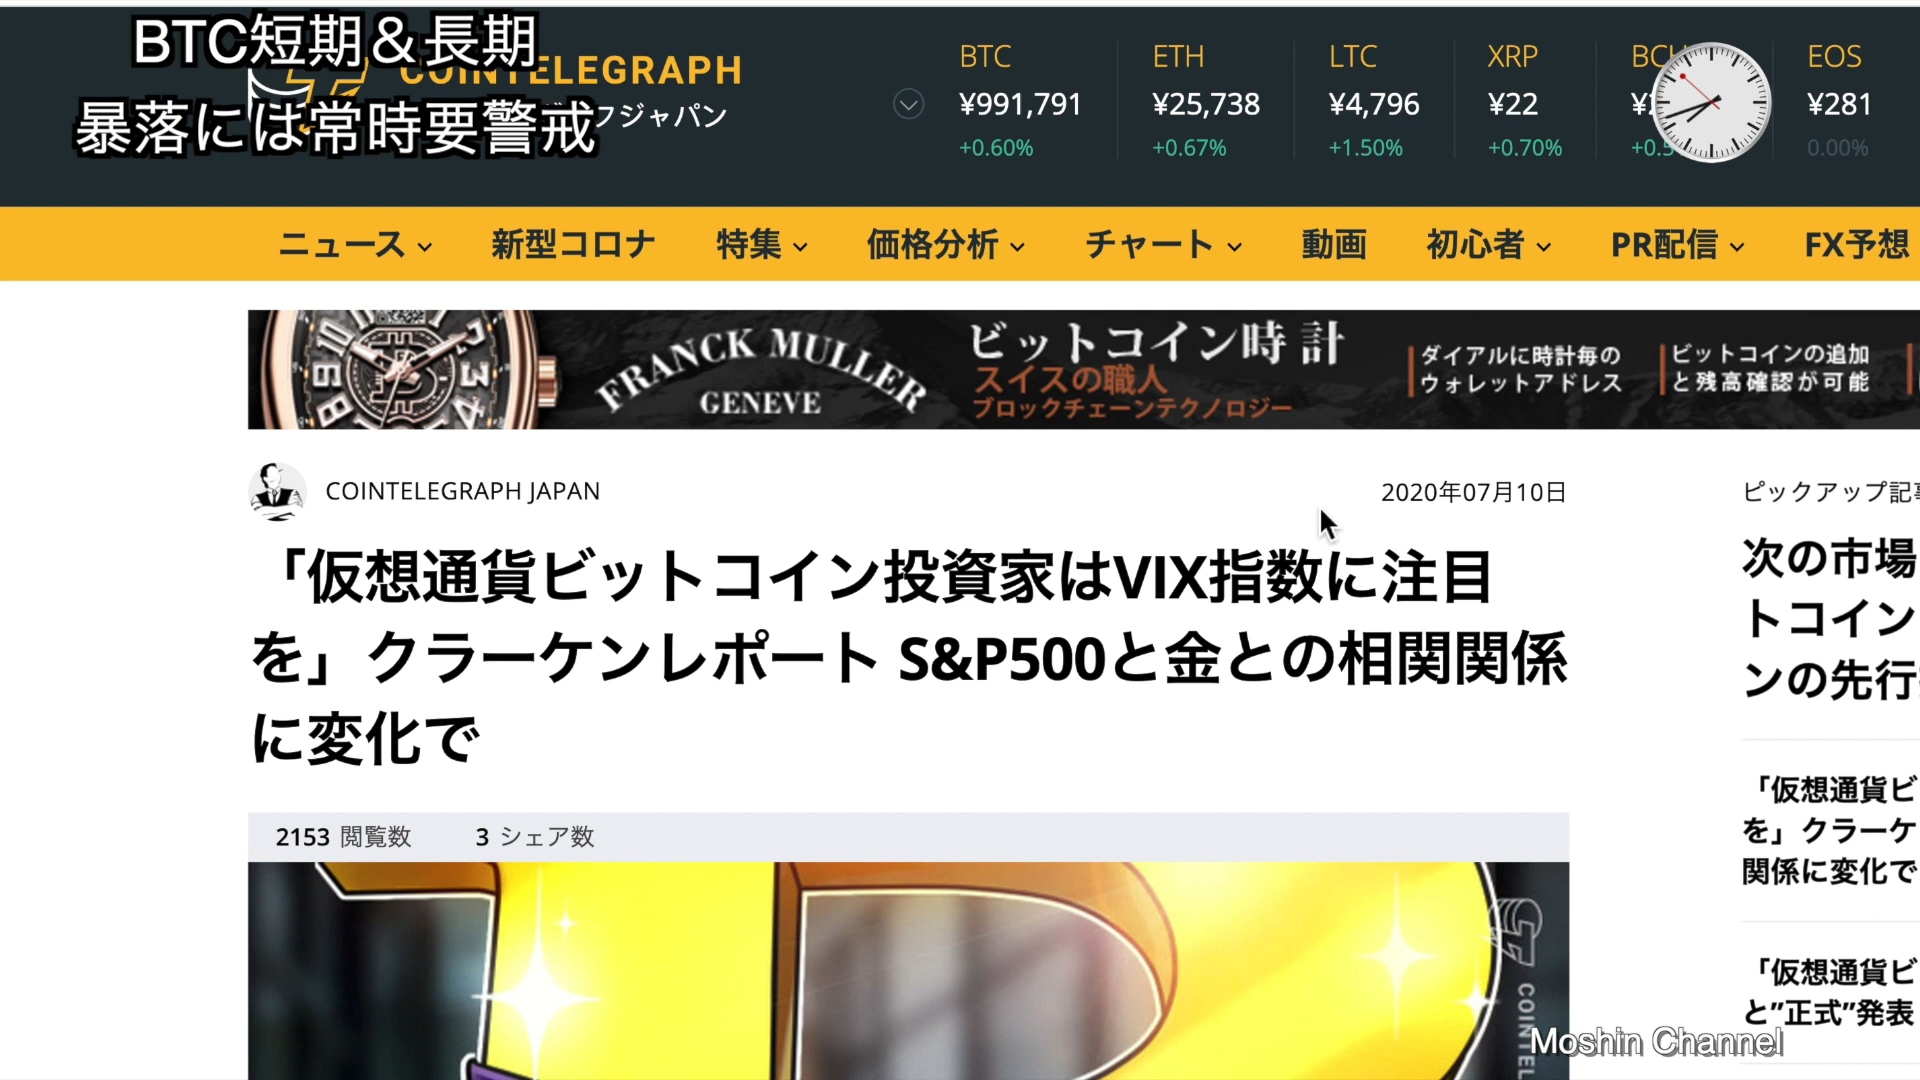 BTC短期＆長期
暴落には常時要警戒
COINTELEGRAPH
フジャパン
BTC
¥991,791
+0.60%
ETH
¥25,738
+0.67%
LTC
¥4,796
+1.50%
XRP
¥22
+0.70%
EOS
¥281
0.00%
ニュース
新型コロナ
特集
価格分析
チャート
動画
初心者
PR配信
FX予想
FRANCK MULLER
GENEVE
ビットコイン時計
スイスの職人
ブロックチェーンテクノロジー
ダイアルに時計毎の
ウォレットアドレス
ビットコインの追加
と残高確認が可能
COINTELEGRAPH JAPAN
2020年07月10日
「仮想通貨ビットコイン投資家はVIX指数に注目
を」クラーケンレポート S&P500と金との相関関係
に変化で
2153 閲覧数
3 シェア数
ピックアップ記事
次の市場
トコイン
ンの先行
「仮想通貨ビ
を」クラーケ
関係に変化で
「仮想通貨ビ
と”正式”発表
COINTEL
Moshin Channel